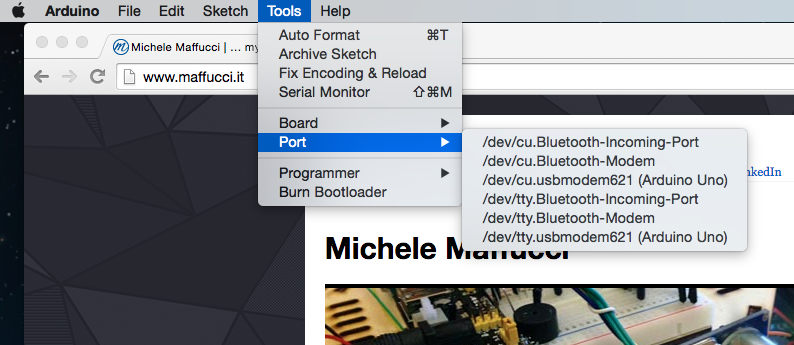 Arduino File Edit Sketch Tools Help
Michele Maffucci | ... my
www.maffucci.it
Auto Format ⌘T
Archive Sketch
Fix Encoding & Reload
Serial Monitor ⇧⌘M
Board
Port
Programmer
Burn Bootloader
/dev/cu.Bluetooth-Incoming-Port
/dev/cu.Bluetooth-Modem
/dev/cu.usbmodem621 (Arduino Uno)
/dev/tty.Bluetooth-Incoming-Port
/dev/tty.Bluetooth-Modem
/dev/tty.usbmodem621 (Arduino Uno)
nkedIn
Michele Maffucci